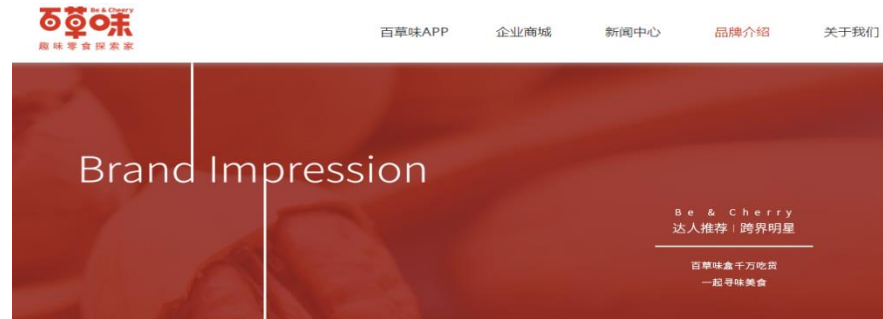 Be & Cheery
百草味
趣味零食探索家
百草味APP 企业商城 新闻中心 品牌介绍 关于我们
Brand Impression
Be & Cherry
达人推荐 | 跨界明星
百草味盒千万吃货
一起寻味美食